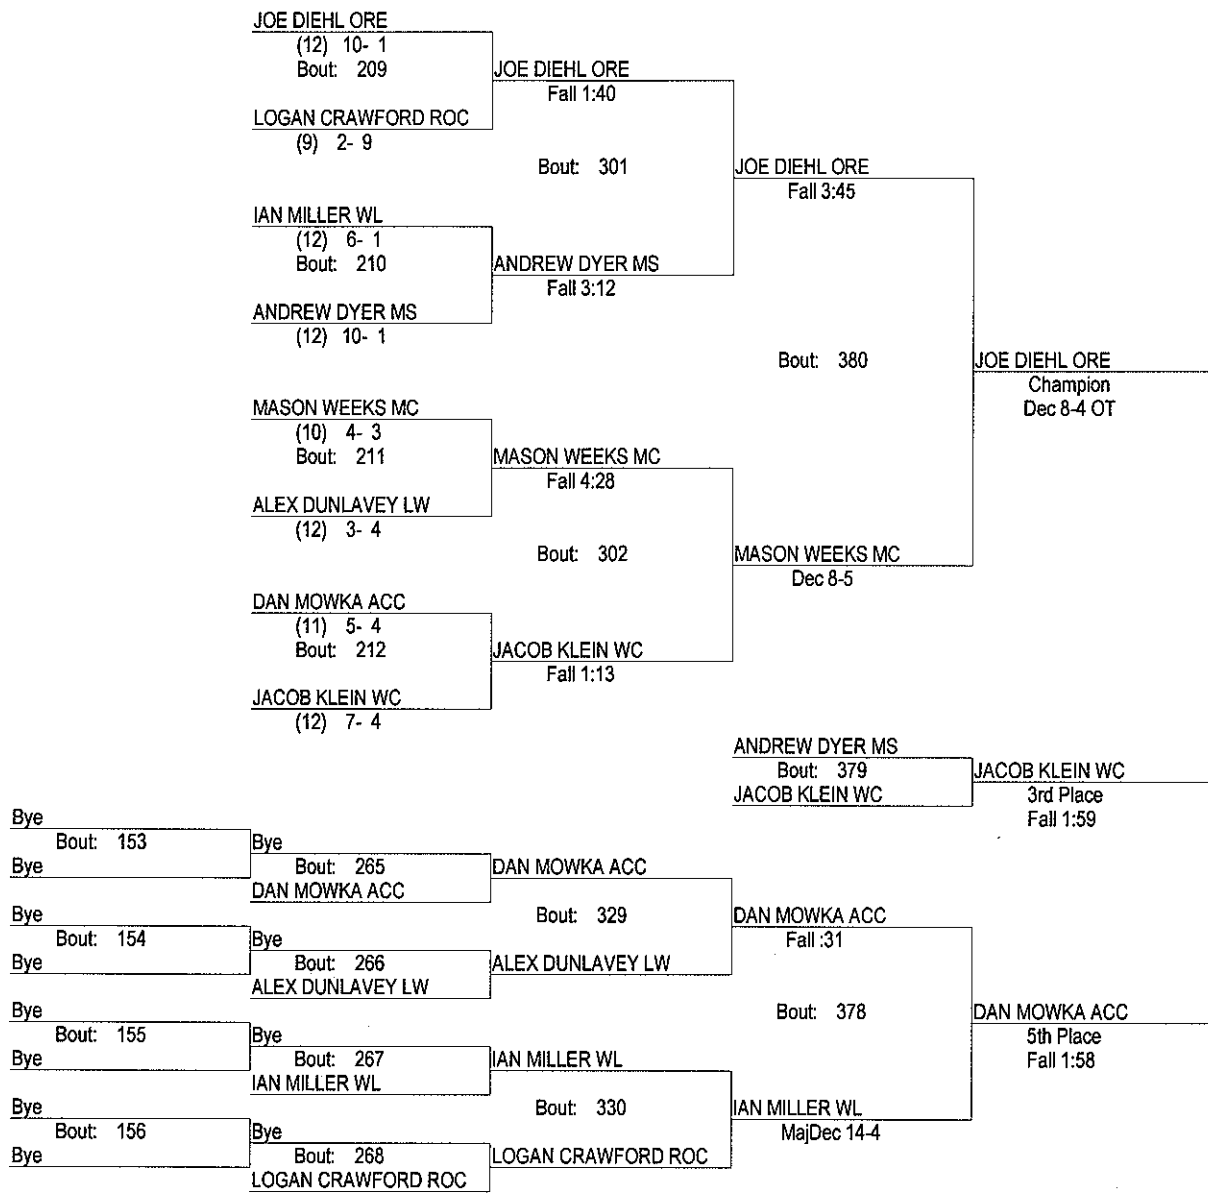 JOE DIEHL ORE
(12) 10- 1
Bout: 209
LOGAN CRAWFORD ROC
(9) 2- 9
JOE DIEHL ORE
Fall 1:40
Bout: 301
IAN MILLER WL
(12) 6- 1
Bout: 210
ANDREW DYER MS
(12) 10- 1
ANDREW DYER MS
Fall 3:12
JOE DIEHL ORE
Fall 3:45
Bout: 380
JOE DIEHL ORE
Champion
Dec 8-4 OT
MASON WEEKS MC
(10) 4- 3
Bout: 211
ALEX DUNLAVEY LW
(12) 3- 4
MASON WEEKS MC
Fall 4:28
Bout: 302
MASON WEEKS MC
Dec 8-5
DAN MOWKA ACC
(11) 5- 4
Bout: 212
JACOB KLEIN WC
(12) 7- 4
JACOB KLEIN WC
Fall 1:13
ANDREW DYER MS
Bout: 379
JACOB KLEIN WC
JACOB KLEIN WC
3rd Place
Fall 1:59
Bye
Bout: 153
Bye
Bye
Bout: 265
DAN MOWKA ACC
DAN MOWKA ACC
Bout: 329
Bye
Bout: 154
Bye
Bye
Bout: 266
ALEX DUNLAVEY LW
ALEX DUNLAVEY LW
DAN MOWKA ACC
Fall :31
Bout: 378
DAN MOWKA ACC
5th Place
Fall 1:58
Bye
Bout: 155
Bye
Bye
Bout: 267
IAN MILLER WL
IAN MILLER WL
Bout: 330
IAN MILLER WL
MajDec 14-4
Bye
Bout: 156
Bye
Bye
Bout: 268
LOGAN CRAWFORD ROC
LOGAN CRAWFORD ROC